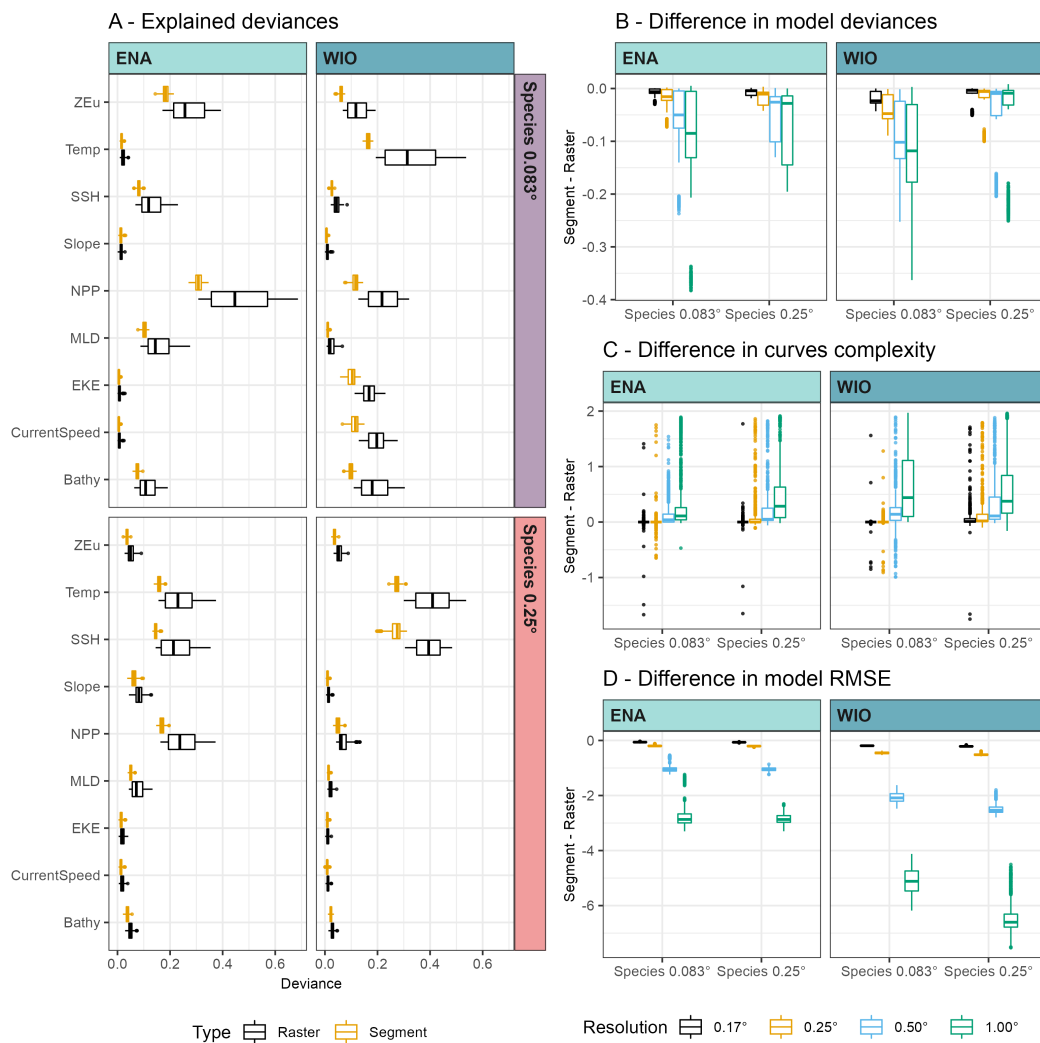 A - Explained deviances
ENA
WIO
ZEu
Temp
SSH
Slope
NPP
MLD
EKE
CurrentSpeed
Bathy
Species 0.083°
ZEu
Temp
SSH
Slope
NPP
MLD
EKE
CurrentSpeed
Bathy
Species 0.25°
0.0 0.2 0.4 0.6 0.0 0.2 0.4 0.6
Deviance
Type Raster Segment
B - Difference in model deviances
ENA
WIO
Segment - Raster
0.0
-0.1
-0.2
-0.3
-0.4
Species 0.083° Species 0.25° Species 0.083° Species 0.25°
C - Difference in curves complexity
ENA
WIO
Segment - Raster
2
1
0
-1
Species 0.083° Species 0.25° Species 0.083° Species 0.25°
D - Difference in model RMSE
ENA
WIO
Segment - Raster
0
-2
-4
-6
Species 0.083° Species 0.25° Species 0.083° Species 0.25°
Resolution 0.17° 0.25° 0.50° 1.00°